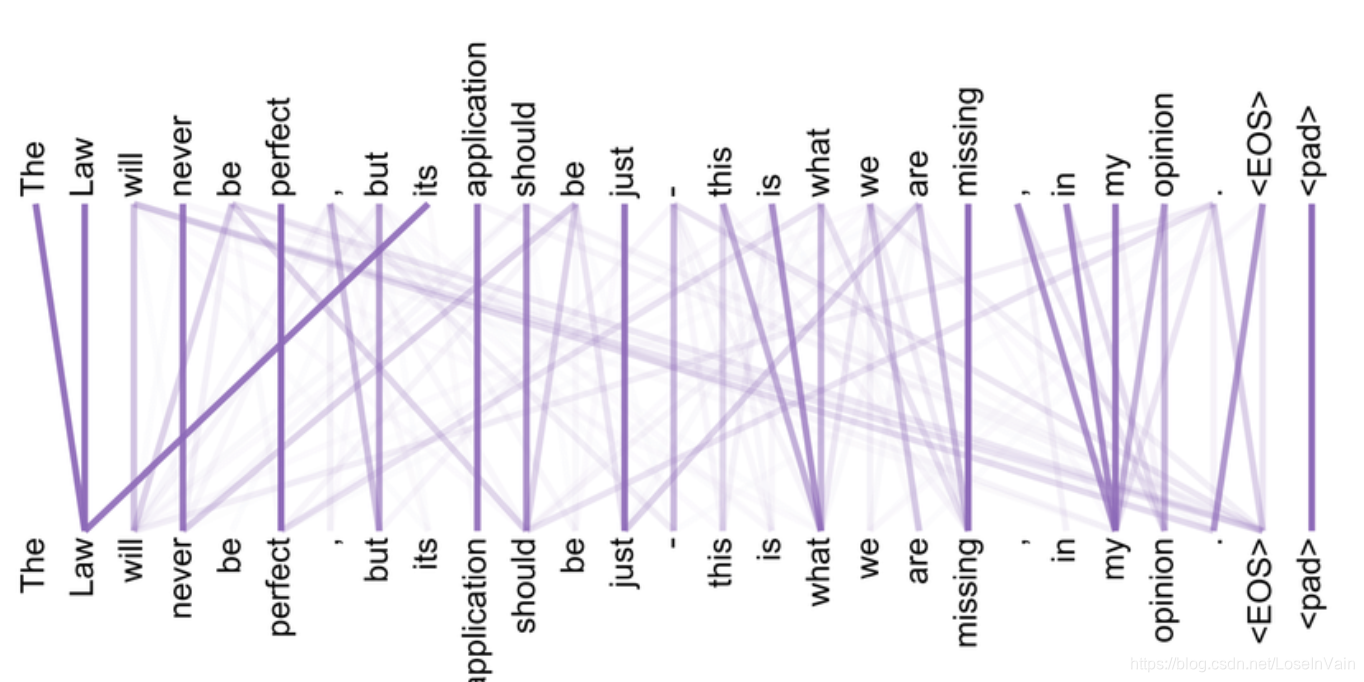 The Law will never be perfect , but its application should be just - this is what we are missing , in my opinion . <EOS> <pad>
The Law will never be perfect , but its application should be just - this is what we are missing , in my opinion . <EOS> <pad>
https://blog.csdn.net/LoseInVain